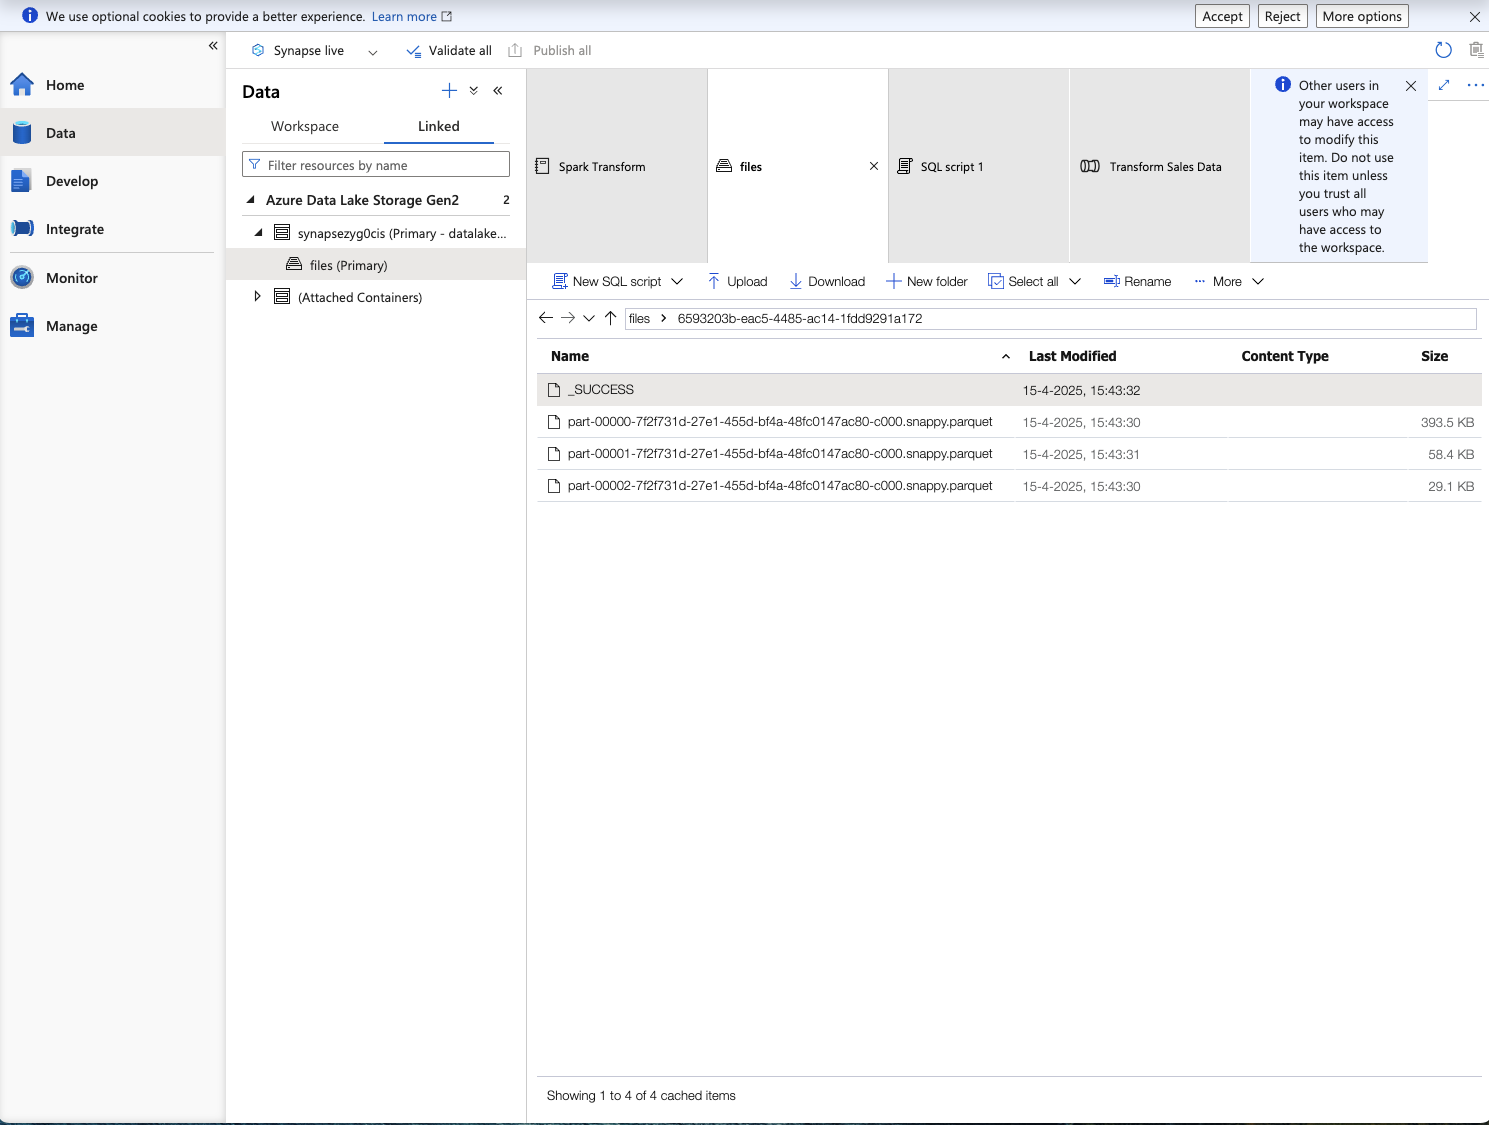 We use optional cookies to provide a better experience. Learn more
Accept
Reject
More options
Synapse live
Validate all
Publish all
Home
Data
Develop
Integrate
Monitor
Manage
Data
Workspace
Linked
Filter resources by name
Azure Data Lake Storage Gen2 2
synapsezyg0cis (Primary - datalake...
files (Primary)
(Attached Containers)
Spark Transform
files
SQL script 1
Transform Sales Data
Other users in
your workspace
may have access
to modify this
item. Do not use
this item unless
you trust all
users who may
have access to
the workspace.
New SQL script
Upload
Download
New folder
Select all
Rename
More
files > 6593203b-eac5-4485-ac14-1fdd9291a172
Name Last Modified Content Type Size
_SUCCESS 15-4-2025, 15:43:32
part-00000-7f2f731d-27e1-455d-bf4a-48fc0147ac80-c000.snappy.parquet 15-4-2025, 15:43:30 393.5 KB
part-00001-7f2f731d-27e1-455d-bf4a-48fc0147ac80-c000.snappy.parquet 15-4-2025, 15:43:31 58.4 KB
part-00002-7f2f731d-27e1-455d-bf4a-48fc0147ac80-c000.snappy.parquet 15-4-2025, 15:43:30 29.1 KB
Showing 1 to 4 of 4 cached items